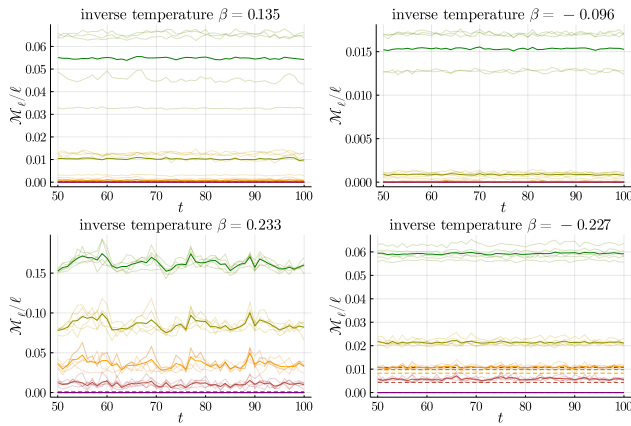 inverse temperature β = 0.135
0.06
0.05
0.04
0.03
0.02
0.01
0.00
ℳ_ℓ/ℓ
50 60 70 80 90 100
t
inverse temperature β = − 0.096
0.015
0.010
0.005
0.000
ℳ_ℓ/ℓ
50 60 70 80 90 100
t
inverse temperature β = 0.233
0.15
0.10
0.05
0.00
ℳ_ℓ/ℓ
50 60 70 80 90 100
t
inverse temperature β = − 0.227
0.06
0.05
0.04
0.03
0.02
0.01
0.00
ℳ_ℓ/ℓ
50 60 70 80 90 100
t